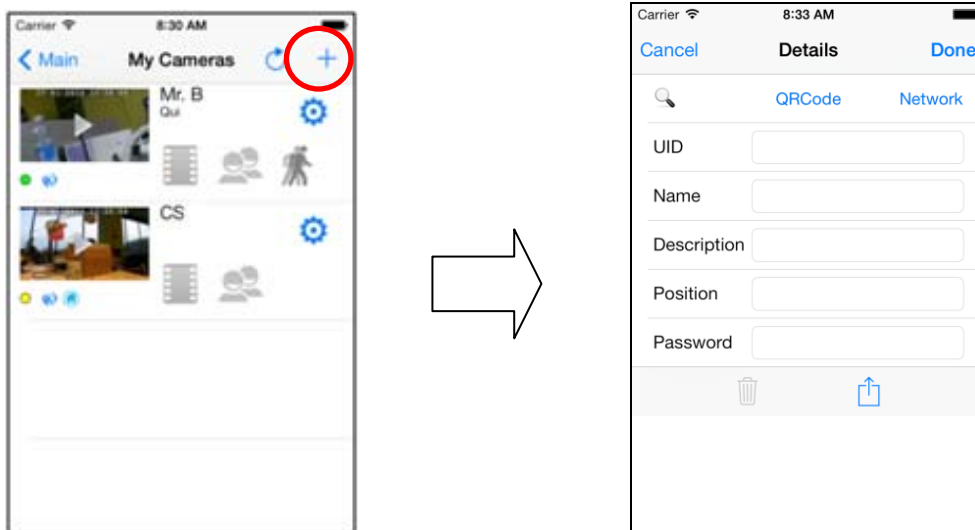 Carrier 8:30 AM
Main My Cameras
Mr. B
Qui
CS
Carrier 8:33 AM
Cancel Details Done
QRCode Network
UID
Name
Description
Position
Password